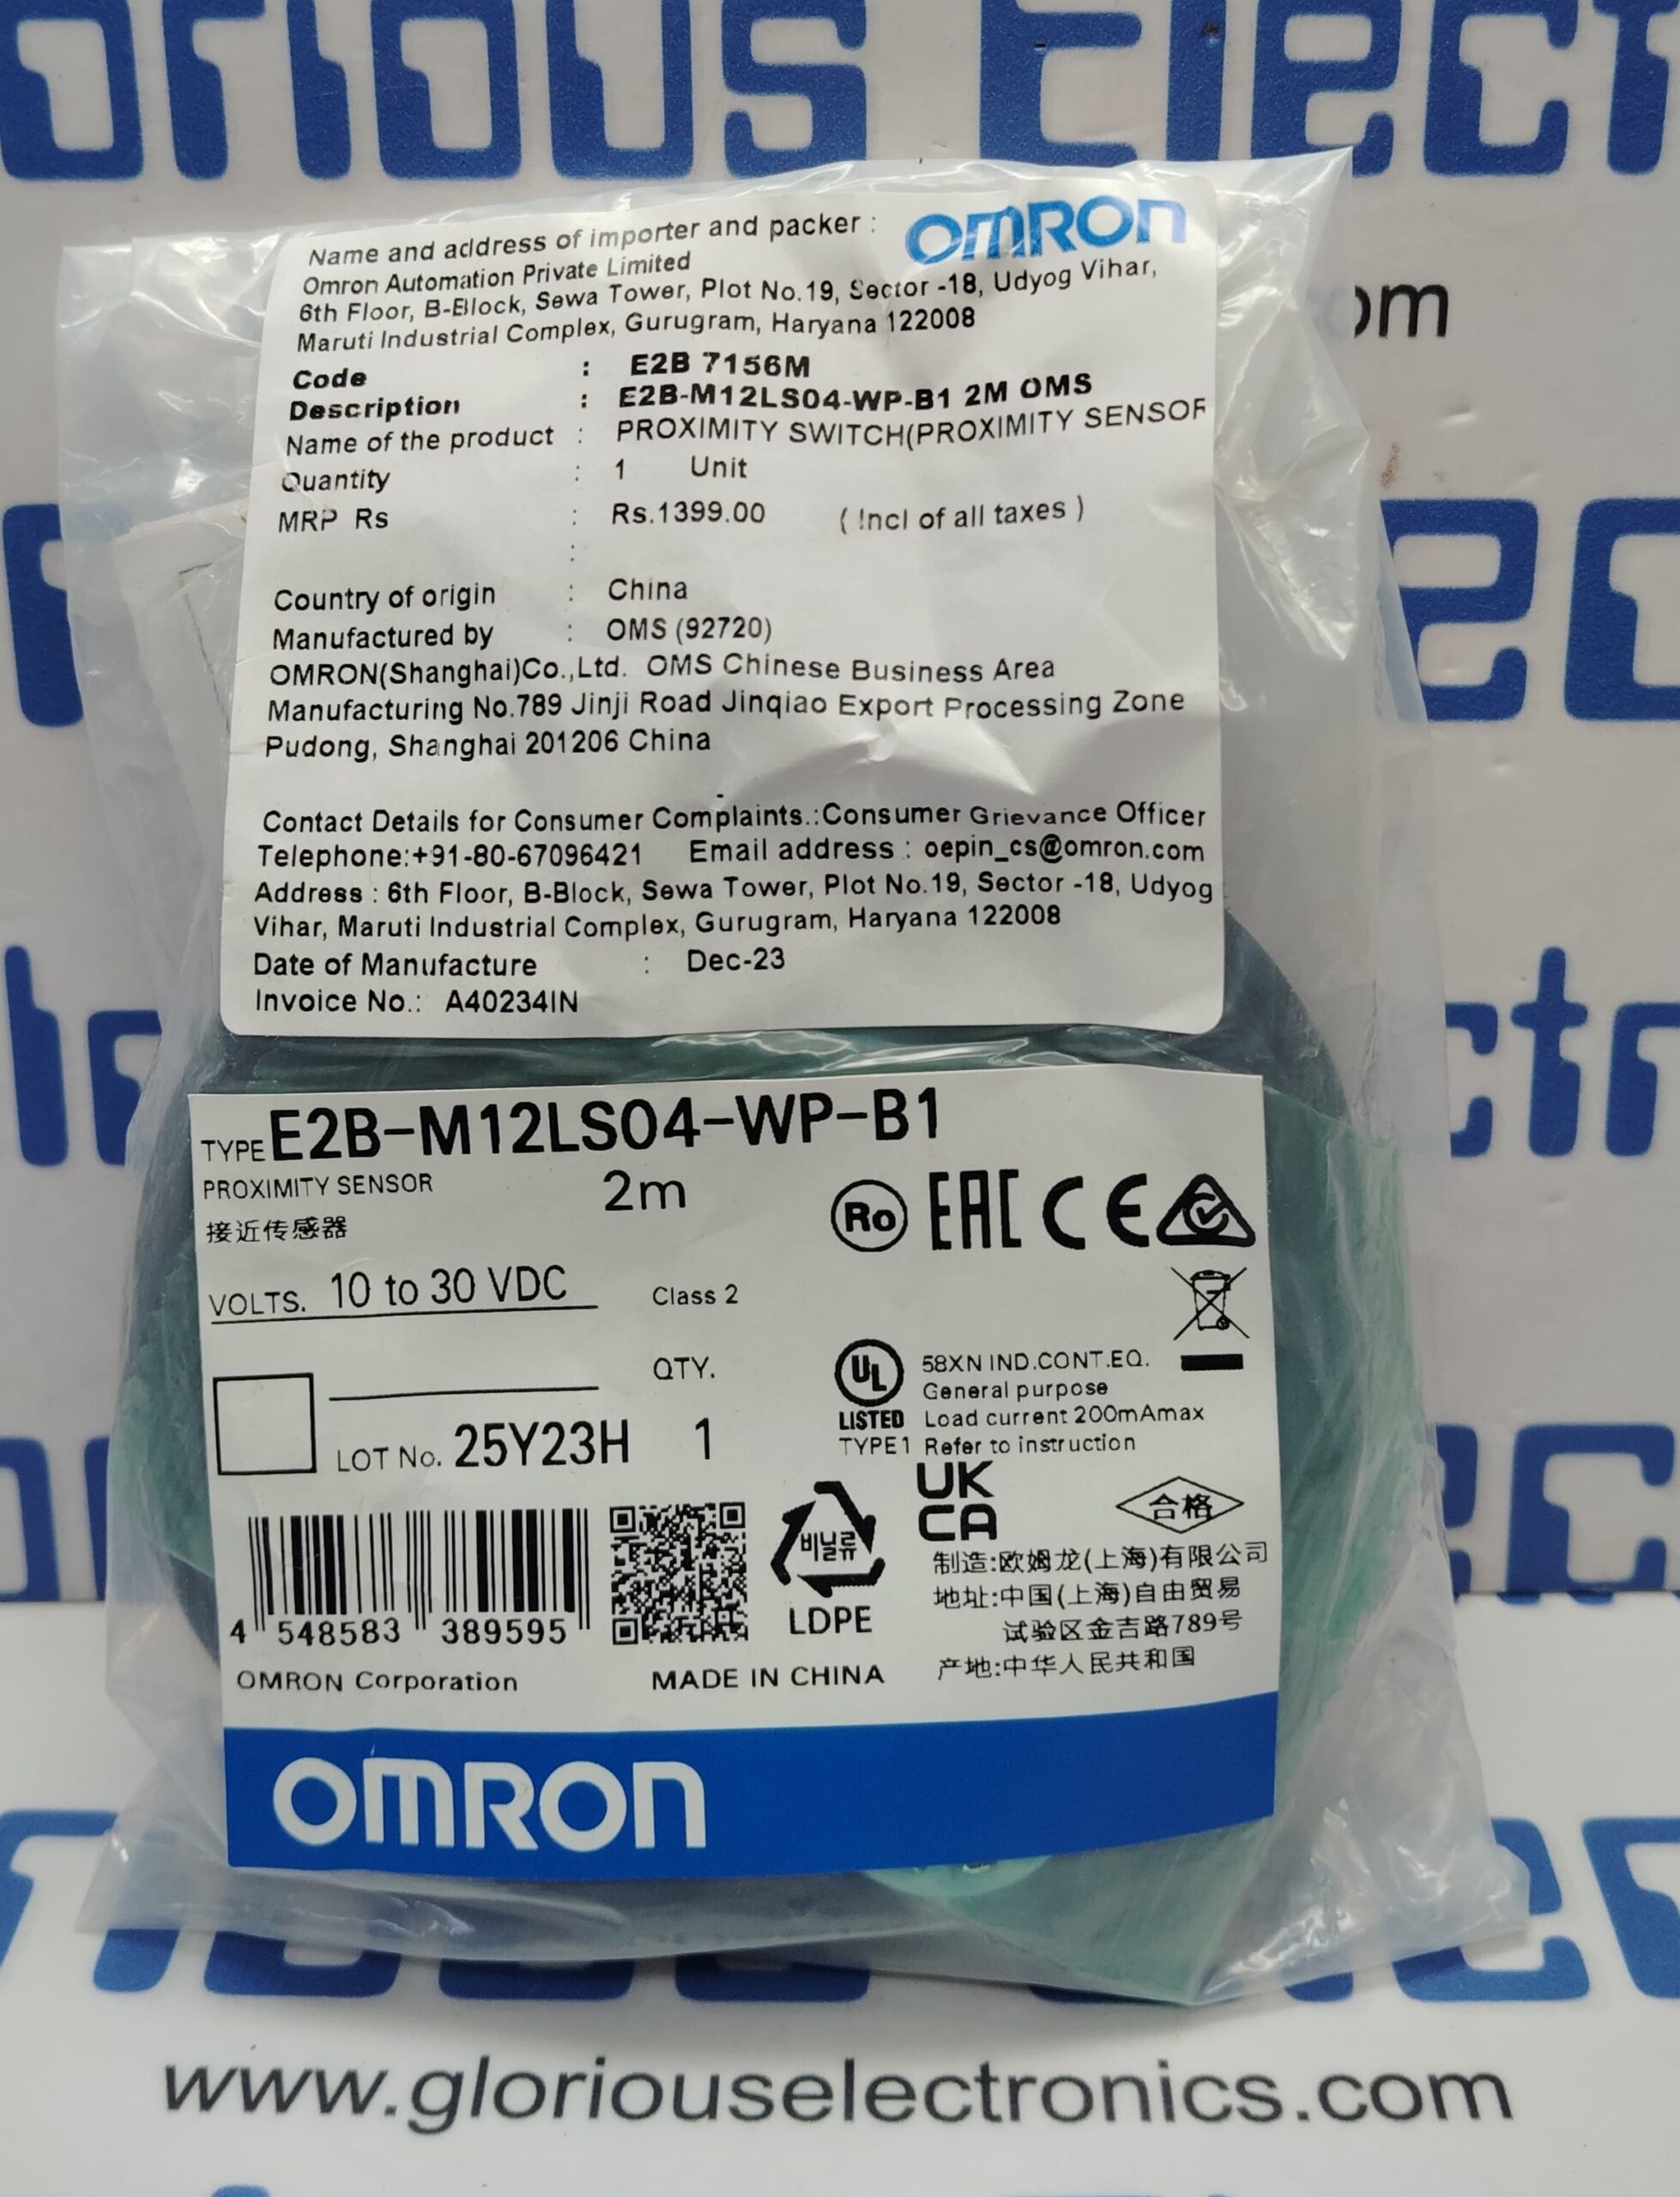 orious Elect
om
Name and address of importer and packer : OMRON
Omron Automation Private Limited
6th Floor, B-Block, Sewa Tower, Plot No.19, Sector -18, Udyog Vihar,
Maruti Industrial Complex, Gurugram, Haryana 122008
Code : E2B 7156M
Description : E2B-M12LS04-WP-B1 2M OMS
Name of the product : PROXIMITY SWITCH(PROXIMITY SENSOR
Quantity : 1 Unit
MRP Rs : Rs.1399.00 ( Incl of all taxes )
:
Country of origin : China
Manufactured by : OMS (92720)
OMRON(Shanghai)Co.,Ltd. OMS Chinese Business Area
Manufacturing No.789 Jinji Road Jinqiao Export Processing Zone
Pudong, Shanghai 201206 China
Contact Details for Consumer Complaints.:Consumer Grievance Officer
Telephone:+91-80-67096421 Email address : oepin_cs@omron.com
Address : 6th Floor, B-Block, Sewa Tower, Plot No.19, Sector -18, Udyog
Vihar, Maruti Industrial Complex, Gurugram, Haryana 122008
Date of Manufacture : Dec-23
Invoice No.: A40234IN
TYPE E2B-M12LS04-WP-B1
PROXIMITY SENSOR 2m
接近传感器
Ro EAC CE
VOLTS. 10 to 30 VDC Class 2
QTY.
LOT No. 25Y23H 1
UL LISTED TYPE1
58XN IND.CONT.EQ.
General purpose
Load current 200mAmax
Refer to instruction
UK
CA
合格
비닐류
LDPE
制造:欧姆龙(上海)有限公司
地址:中国(上海)自由贸易
试验区金吉路789号
产地:中华人民共和国
4 548583 389595
OMRON Corporation MADE IN CHINA
OMRON
www.gloriouselectronics.com